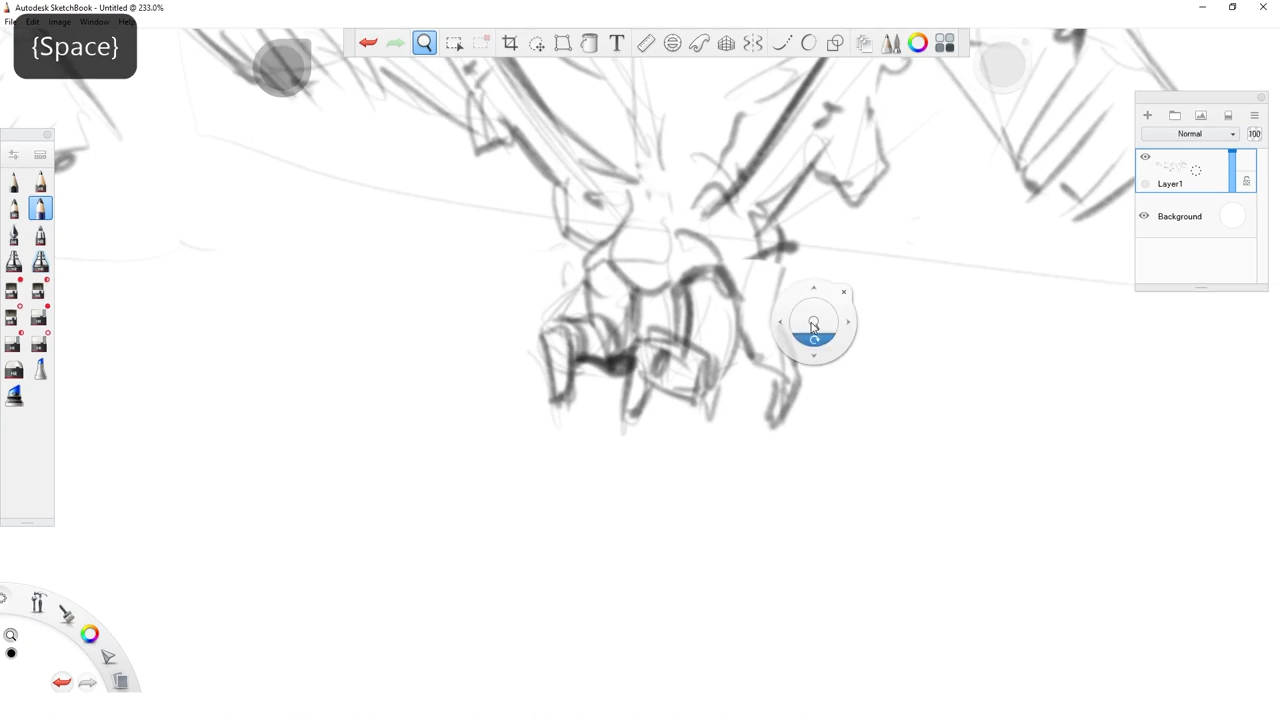 Autodesk SketchBook - Untitled @ 233.0%
File Edit Image Window Help
{Space}
T
Normal
100
Layer1
Background